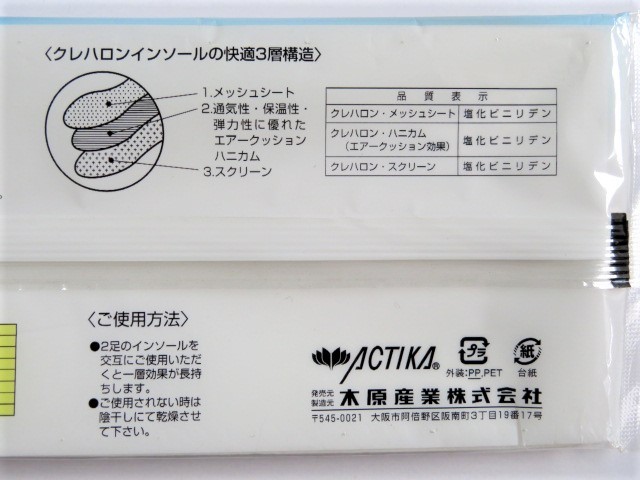 〈クレハロンインソールの快適3層構造〉
1.メッシュシート
2.通気性・保温性・
弾力性に優れた
エアークッション
ハニカム
3.スクリーン
品質表示
クレハロン・メッシュシート 塩化ビニリデン
クレハロン・ハニカム
（エアークッション効果） 塩化ビニリデン
クレハロン・スクリーン 塩化ビニリデン
〈ご使用方法〉
●2足のインソールを
交互にご使用いただ
くと一層効果が長持
ちします。
●ご使用されない時は
陰干しにて乾燥させ
て下さい。
ACTIKA®
プラ
外装:PP,PET
紙
台紙
発売元
製造元 木原産業株式会社
〒545-0021 大阪市阿倍野区阪南町3丁目19番17号